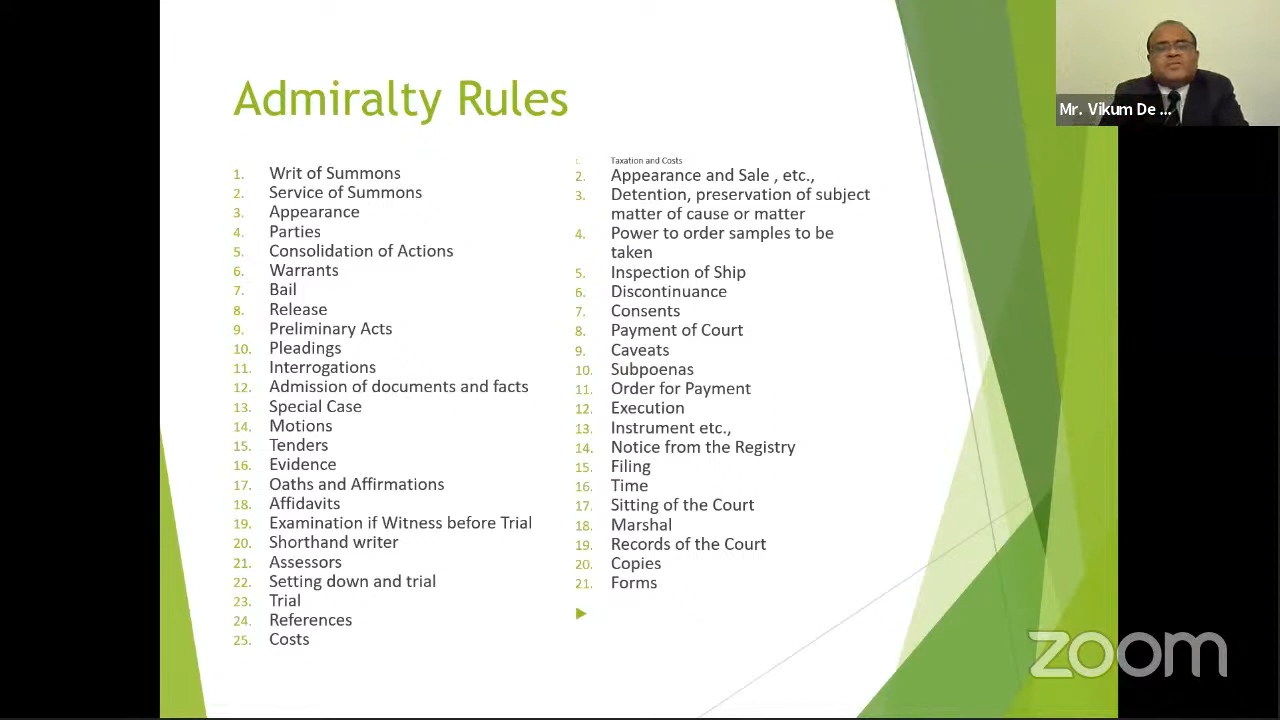 Admiralty Rules
1. Writ of Summons
2. Service of Summons
3. Appearance
4. Parties
5. Consolidation of Actions
6. Warrants
7. Bail
8. Release
9. Preliminary Acts
10. Pleadings
11. Interrogations
12. Admission of documents and facts
13. Special Case
14. Motions
15. Tenders
16. Evidence
17. Oaths and Affirmations
18. Affidavits
19. Examination if Witness before Trial
20. Shorthand writer
21. Assessors
22. Setting down and trial
23. Trial
24. References
25. Costs
1. Taxation and Costs
2. Appearance and Sale , etc.,
3. Detention, preservation of subject
matter of cause or matter
4. Power to order samples to be
taken
5. Inspection of Ship
6. Discontinuance
7. Consents
8. Payment of Court
9. Caveats
10. Subpoenas
11. Order for Payment
12. Execution
13. Instrument etc.,
14. Notice from the Registry
15. Filing
16. Time
17. Sitting of the Court
18. Marshal
19. Records of the Court
20. Copies
21. Forms
Mr. Vikum De ...
zoom